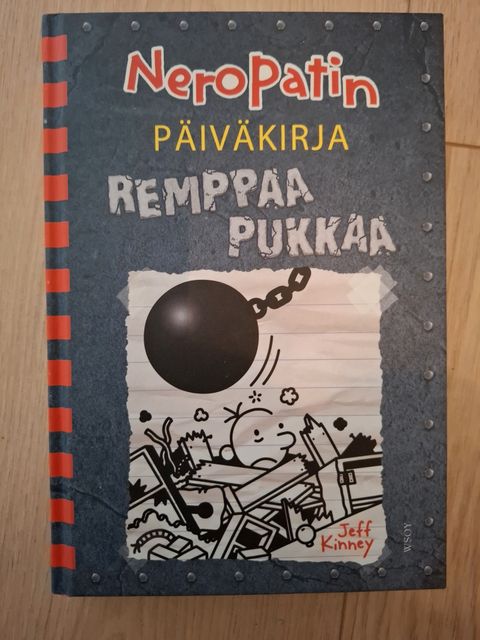 Neropatin
PÄIVÄKIRJA
REMPPAA
PUKKAA
Jeff
Kinney
WSOY